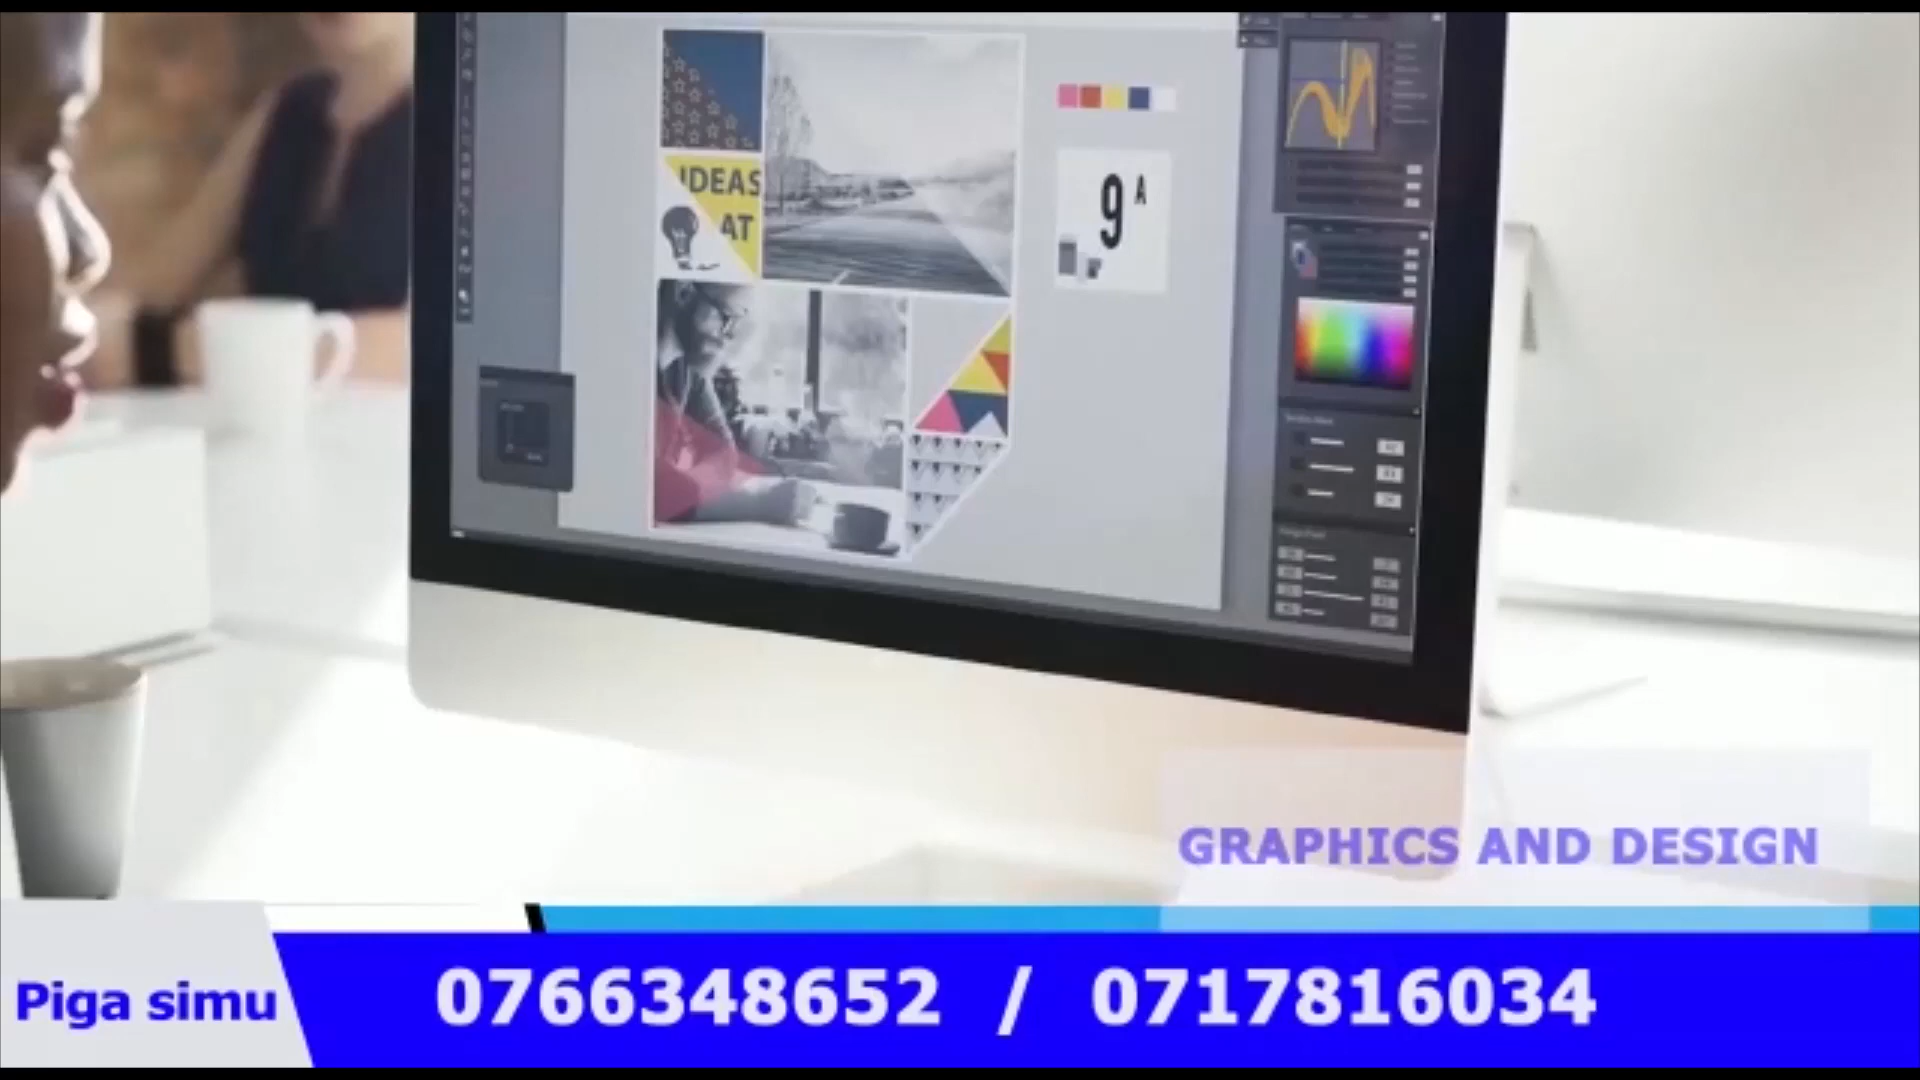 IDEAS
AT
9 A
GRAPHICS AND DESIGN
Piga simu
0766348652 / 0717816034